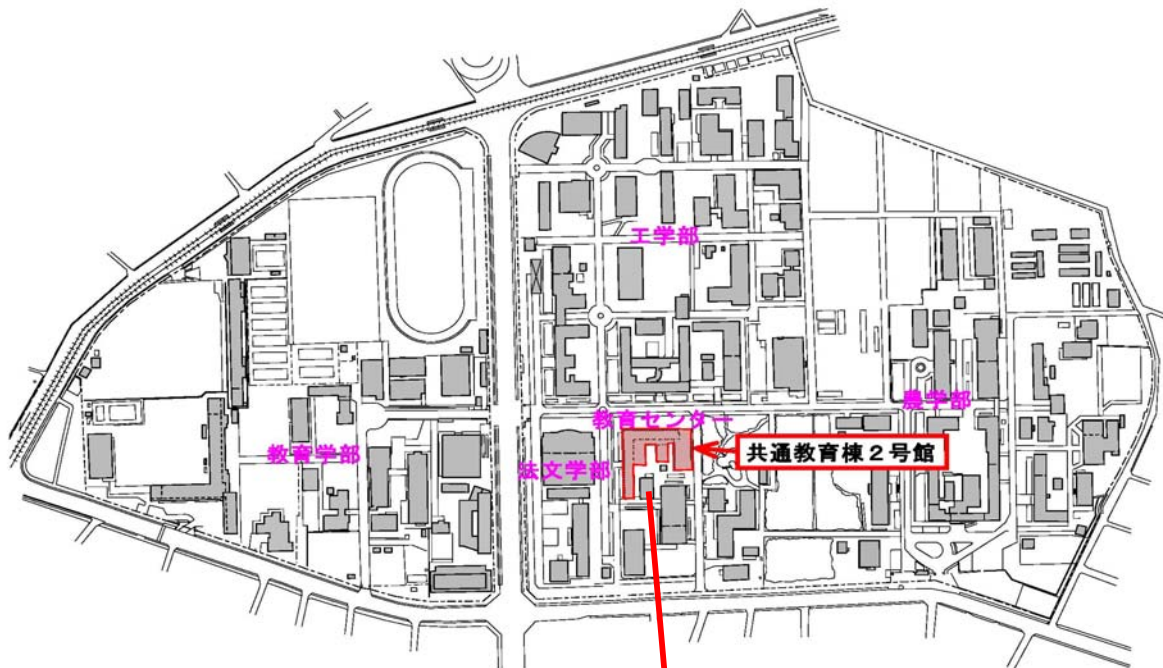 工学部
農学部
教育センター
共通教育棟２号館
教育学部
法文学部